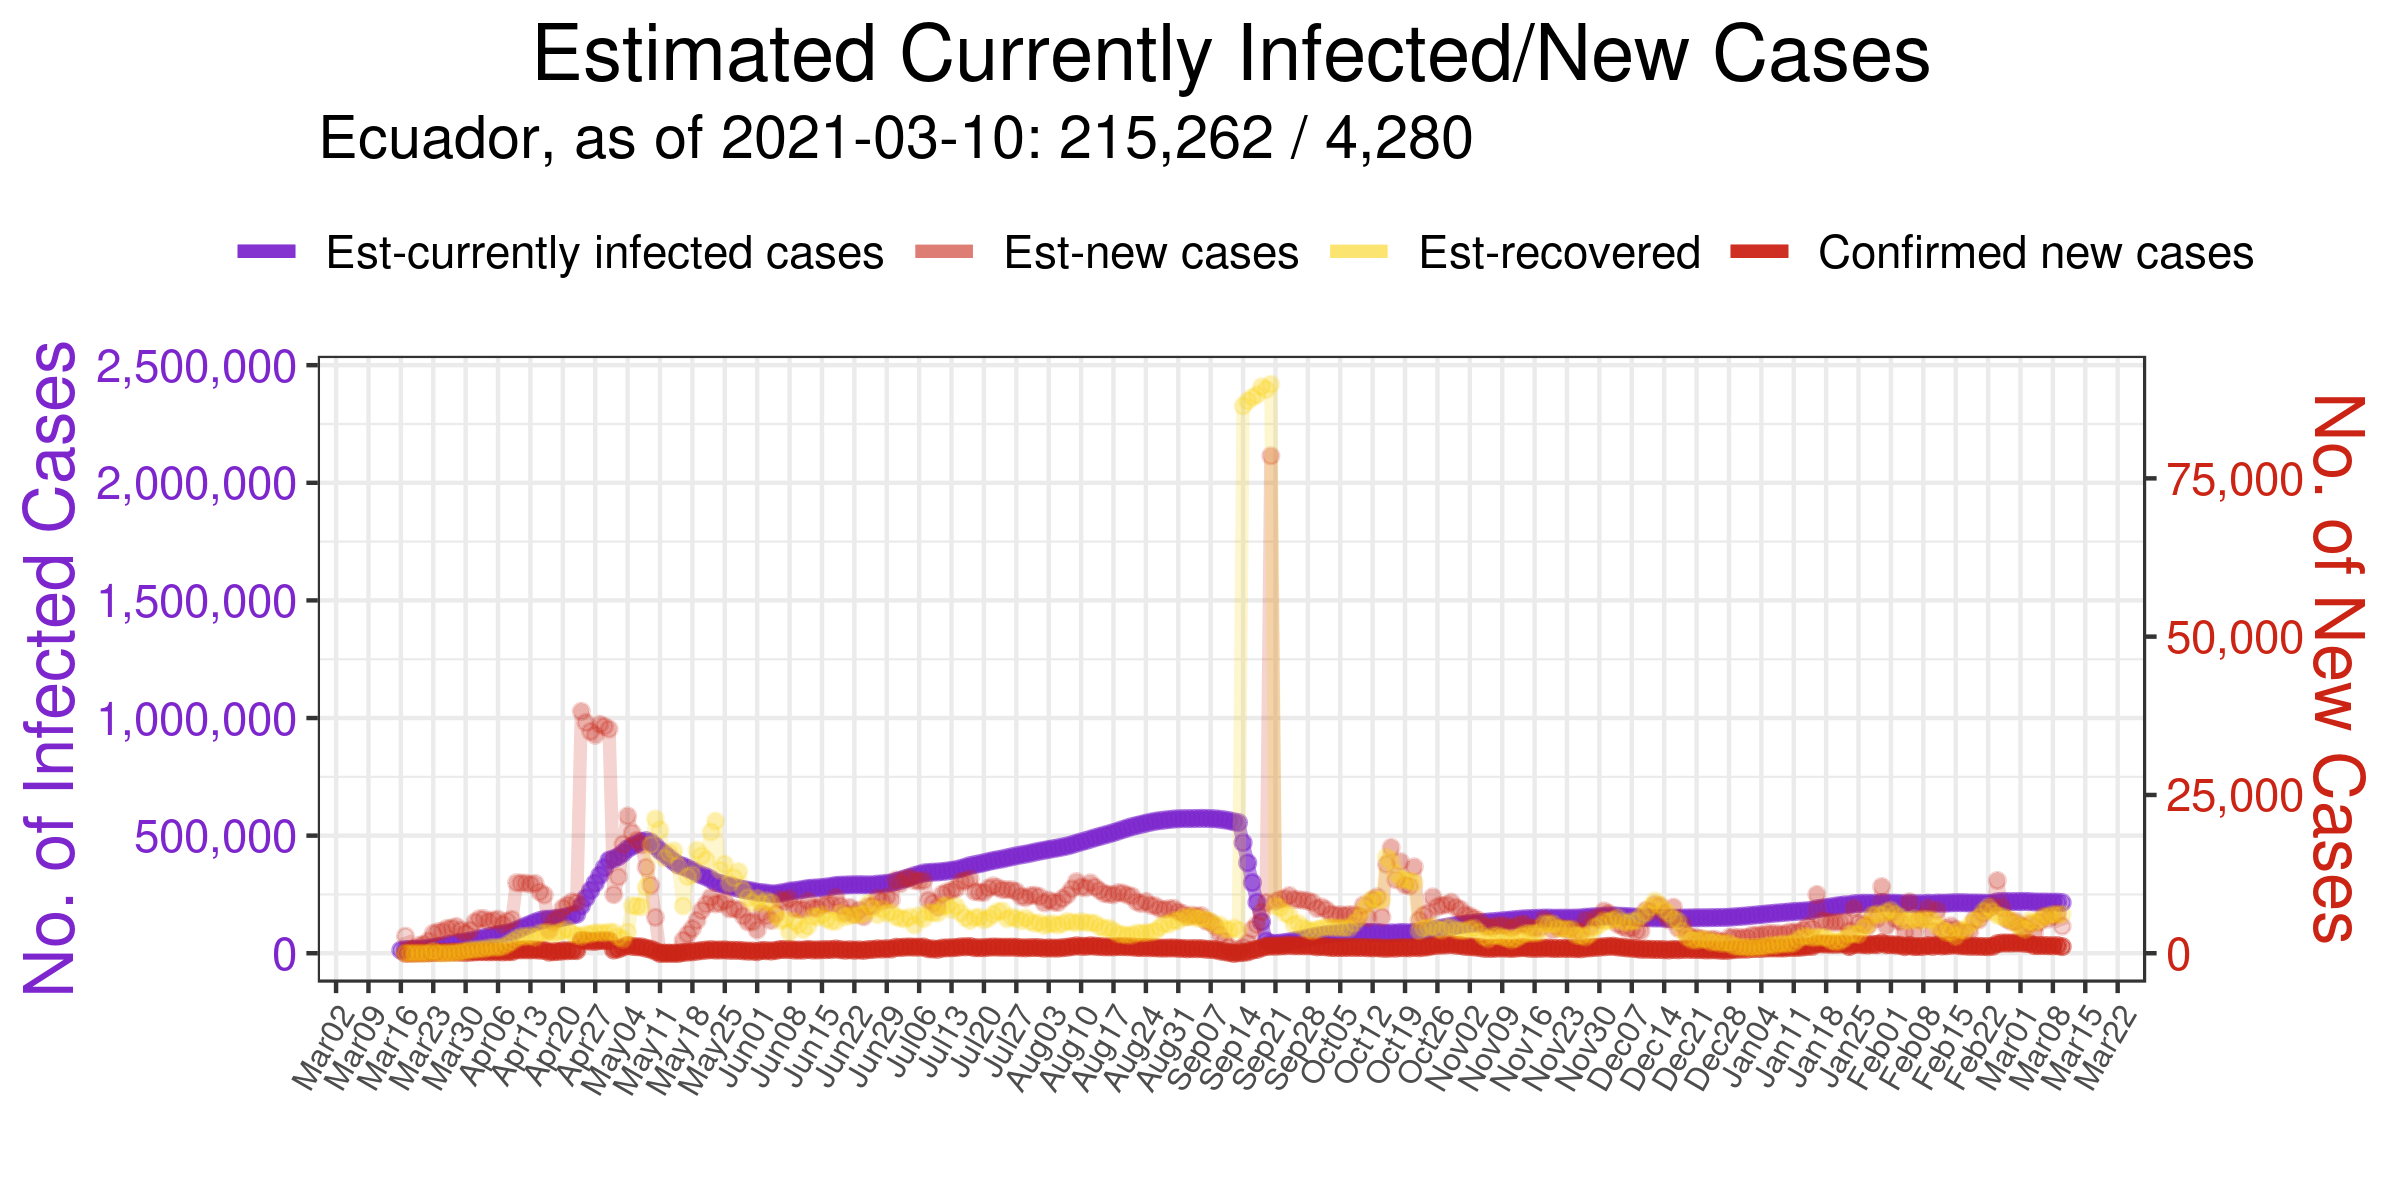 Estimated Currently Infected/New Cases
Ecuador, as of 2021-03-10: 215,262 / 4,280
Est-currently infected cases
Est-new cases
Est-recovered
Confirmed new cases
No. of Infected Cases
2,500,000
2,000,000
1,500,000
1,000,000
500,000
0
75,000
50,000
25,000
0
No. of New Cases
Mar02
Mar09
Mar16
Mar23
Mar30
Apr06
Apr13
Apr20
Apr27
May04
May11
May18
May25
Jun01
Jun08
Jun15
Jun22
Jun29
Jul06
Jul13
Jul20
Jul27
Aug03
Aug10
Aug17
Aug24
Aug31
Sep07
Sep14
Sep21
Sep28
Oct05
Oct12
Oct19
Oct26
Nov02
Nov09
Nov16
Nov23
Nov30
Dec07
Dec14
Dec21
Dec28
Jan04
Jan11
Jan18
Jan25
Feb01
Feb08
Feb15
Feb22
Mar01
Mar08
Mar15
Mar22